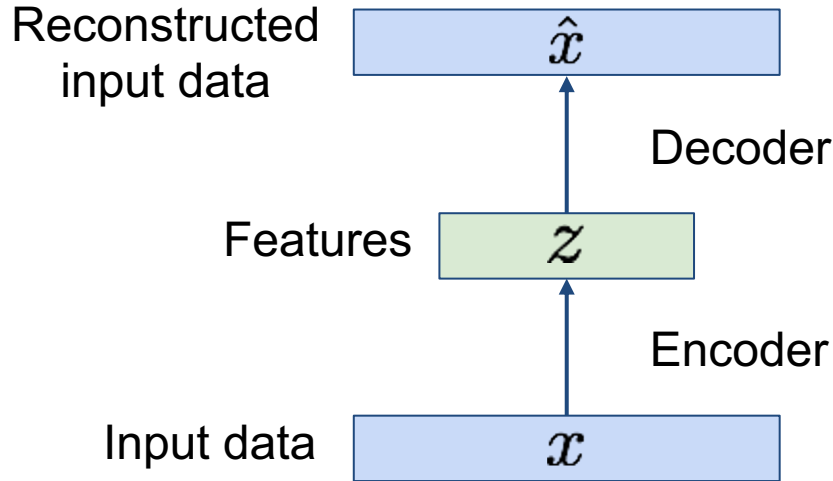 Reconstructed
input data
x̂
Decoder
Features
z
Encoder
Input data
x